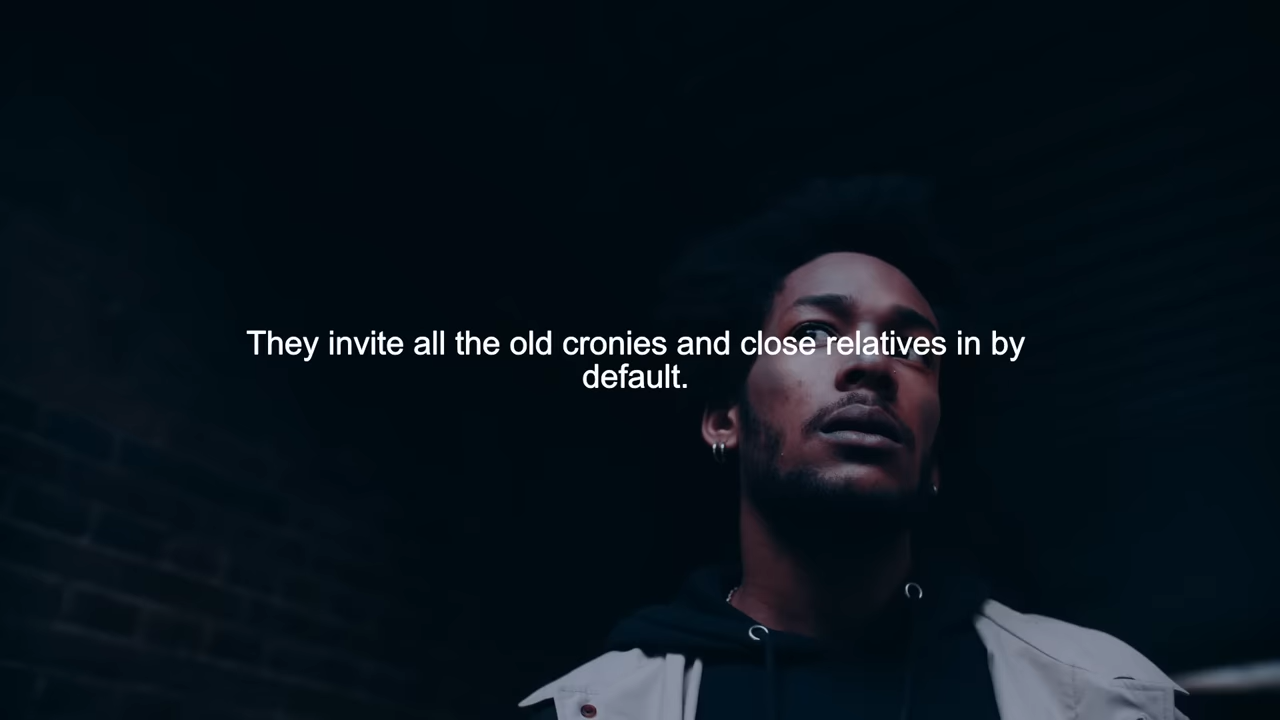 They invite all the old cronies and close relatives in by
default.